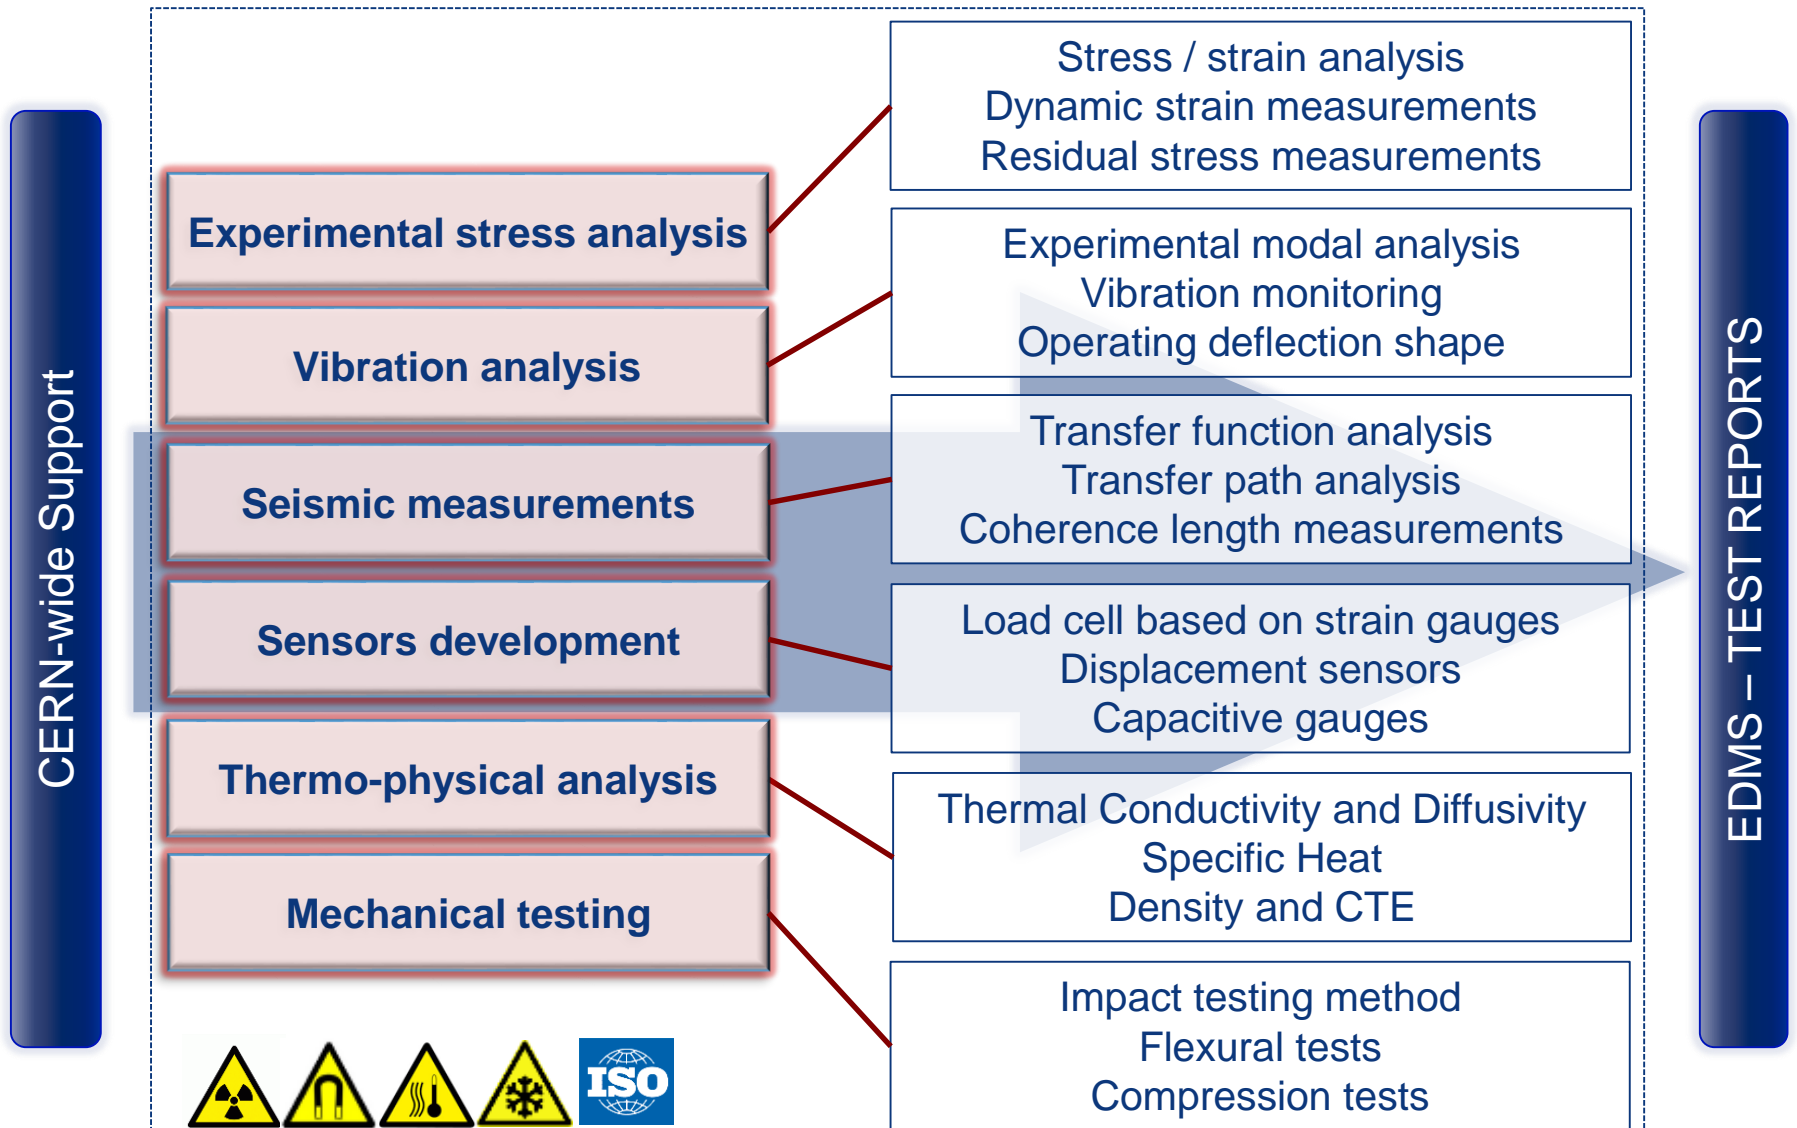 CERN-wide Support
Experimental stress analysis
Vibration analysis
Seismic measurements
Sensors development
Thermo-physical analysis
Mechanical testing
Stress / strain analysis
Dynamic strain measurements
Residual stress measurements
Experimental modal analysis
Vibration monitoring
Operating deflection shape
Transfer function analysis
Transfer path analysis
Coherence length measurements
Load cell based on strain gauges
Displacement sensors
Capacitive gauges
Thermal Conductivity and Diffusivity
Specific Heat
Density and CTE
Impact testing method
Flexural tests
Compression tests
ISO
EDMS – TEST REPORTS